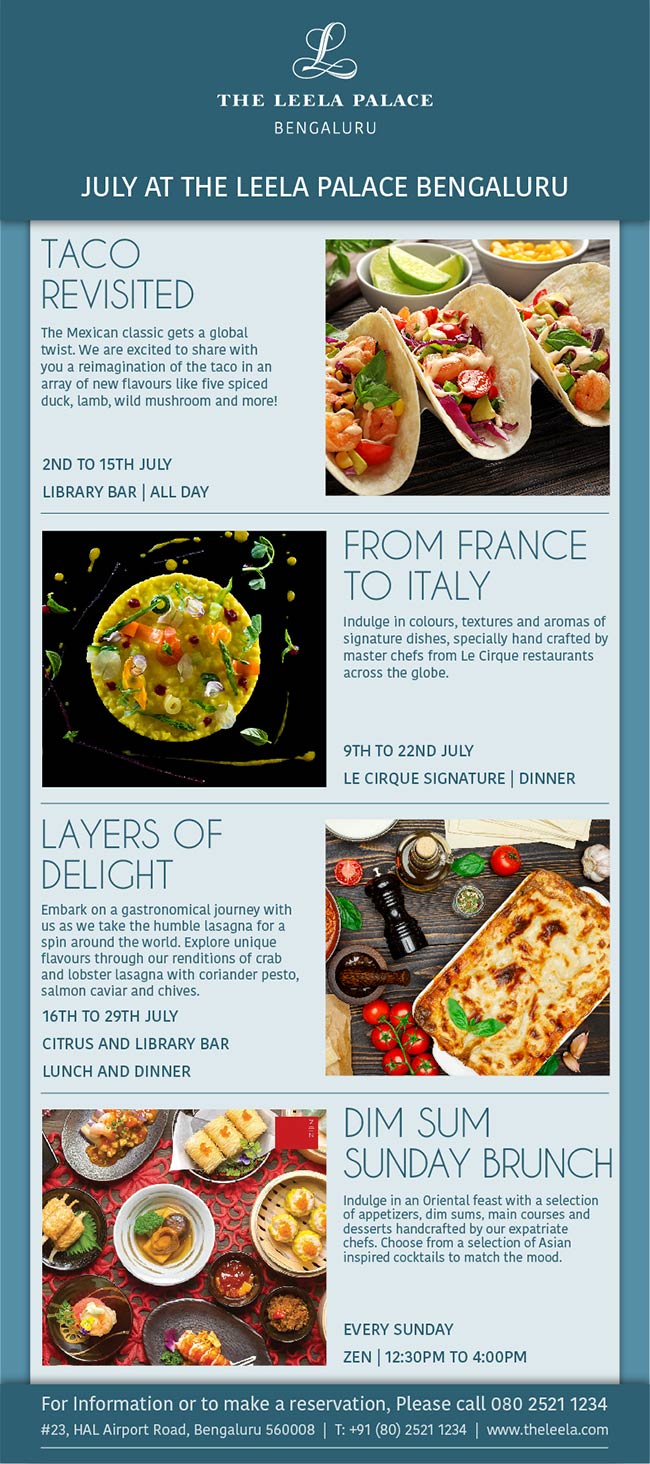 THE LEELA PALACE
BENGALURU
JULY AT THE LEELA PALACE BENGALURU
TACO
REVISITED
The Mexican classic gets a global
twist. We are excited to share with
you a reimagination of the taco in an
array of new flavours like five spiced
duck, lamb, wild mushroom and more!
2ND TO 15TH JULY
LIBRARY BAR | ALL DAY
FROM FRANCE
TO ITALY
Indulge in colours, textures and aromas of
signature dishes, specially hand crafted by
master chefs from Le Cirque restaurants
across the globe.
9TH TO 22ND JULY
LE CIRQUE SIGNATURE | DINNER
LAYERS OF
DELIGHT
Embark on a gastronomical journey with
us as we take the humble lasagna for a
spin around the world. Explore unique
flavours through our renditions of crab
and lobster lasagna with coriander pesto,
salmon caviar and chives.
16TH TO 29TH JULY
CITRUS AND LIBRARY BAR
LUNCH AND DINNER
ZEN
DIM SUM
SUNDAY BRUNCH
Indulge in an Oriental feast with a selection
of appetizers, dim sums, main courses and
desserts handcrafted by our expatriate
chefs. Choose from a selection of Asian
inspired cocktails to match the mood.
EVERY SUNDAY
ZEN | 12:30PM TO 4:00PM
For Information or to make a reservation, Please call 080 2521 1234
#23, HAL Airport Road, Bengaluru 560008 | T: +91 (80) 2521 1234 | www.theleela.com